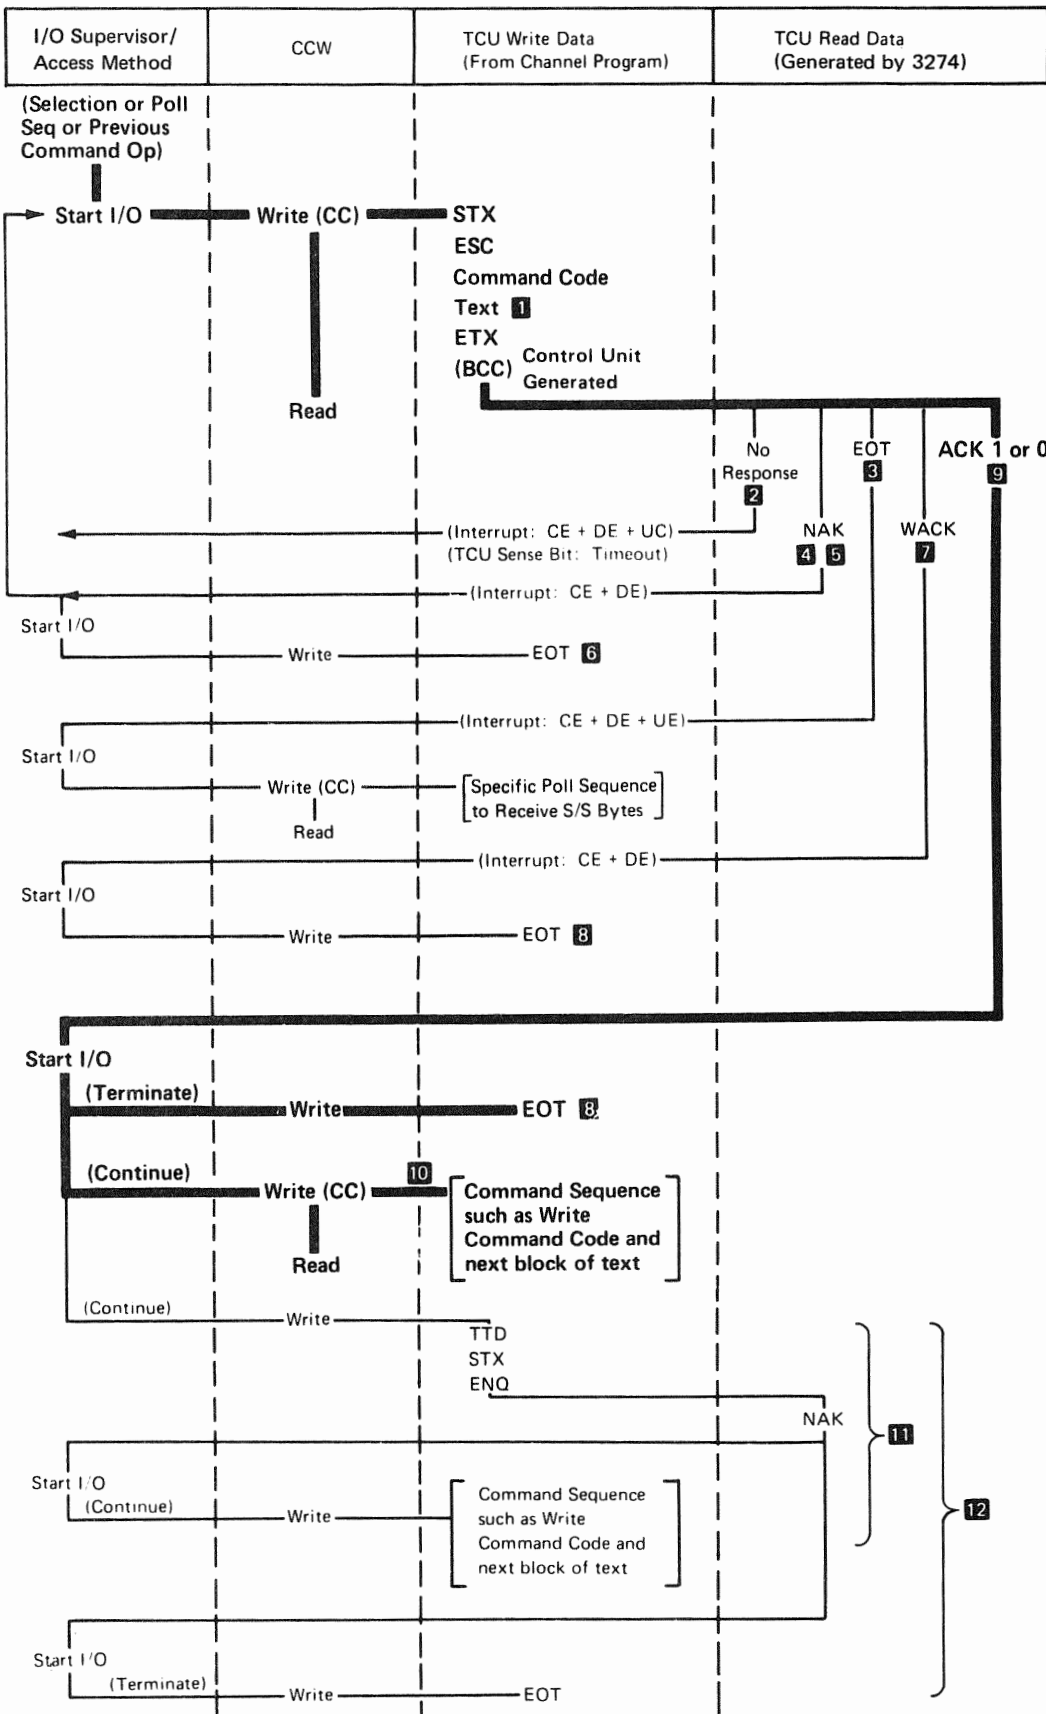 I/O Supervisor/
Access Method
CCW
TCU Write Data
(From Channel Program)
TCU Read Data
(Generated by 3274)
(Selection or Poll
Seq or Previous
Command Op)
Start I/O
Write (CC)
STX
ESC
Command Code
Text 1
ETX
(BCC) Control Unit
Generated
Read
No
Response
2
EOT
3
ACK 1 or 0
9
NAK
4 5
WACK
7
(Interrupt: CE + DE + UC)
(TCU Sense Bit: Timeout)
(Interrupt: CE + DE)
Start I/O
Write
EOT 6
(Interrupt: CE + DE + UE)
Start I/O
Write (CC)
Specific Poll Sequence
to Receive S/S Bytes
Read
(Interrupt: CE + DE)
Start I/O
Write
EOT 8
Start I/O
(Terminate)
Write
EOT 8
(Continue)
Write (CC)
10
Command Sequence
such as Write
Command Code and
next block of text
Read
(Continue)
Write
TTD
STX
ENQ
NAK
11
Start I/O
(Continue)
Write
Command Sequence
such as Write
Command Code and
next block of text
12
Start I/O
(Terminate)
Write
EOT